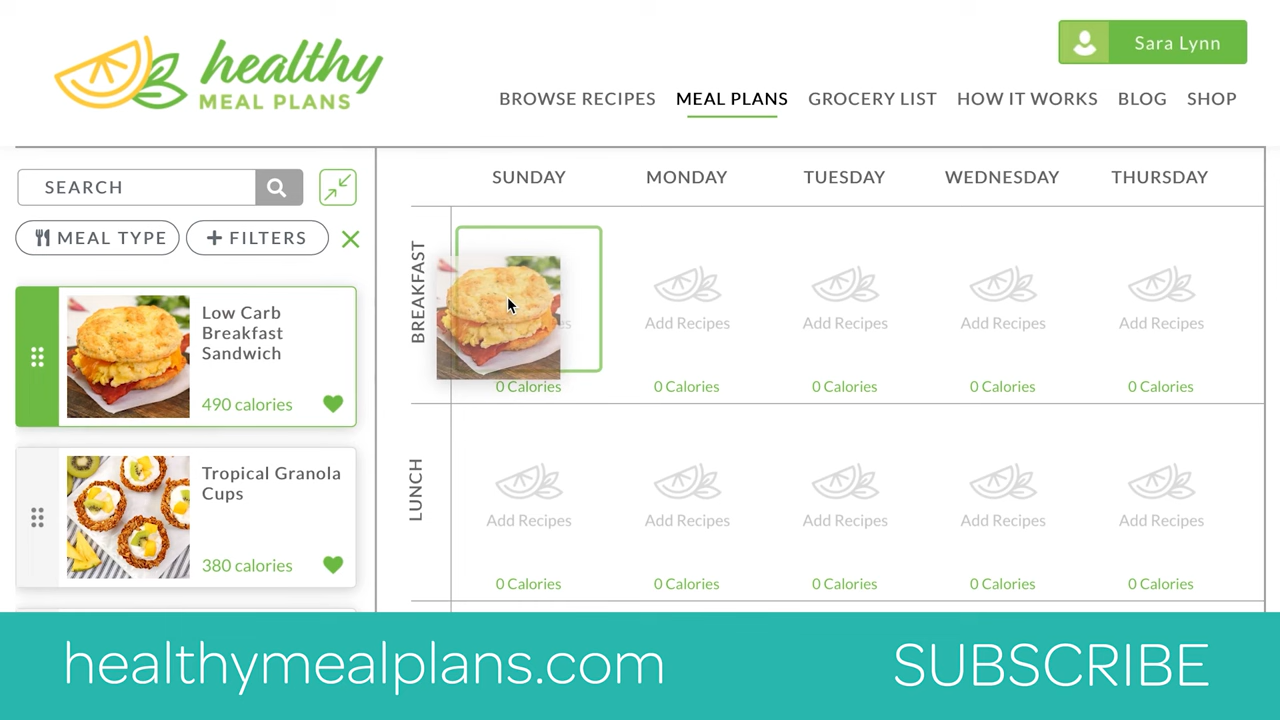 healthy
MEAL PLANS
Sara Lynn
BROWSE RECIPES MEAL PLANS GROCERY LIST HOW IT WORKS BLOG SHOP
SEARCH
MEAL TYPE
+ FILTERS
Low Carb
Breakfast
Sandwich
490 calories
Tropical Granola
Cups
380 calories
SUNDAY MONDAY TUESDAY WEDNESDAY THURSDAY
BREAKFAST
Add Recipes Add Recipes Add Recipes Add Recipes
0 Calories 0 Calories 0 Calories 0 Calories 0 Calories
LUNCH
Add Recipes Add Recipes Add Recipes Add Recipes Add Recipes
0 Calories 0 Calories 0 Calories 0 Calories 0 Calories
healthymealplans.com
SUBSCRIBE